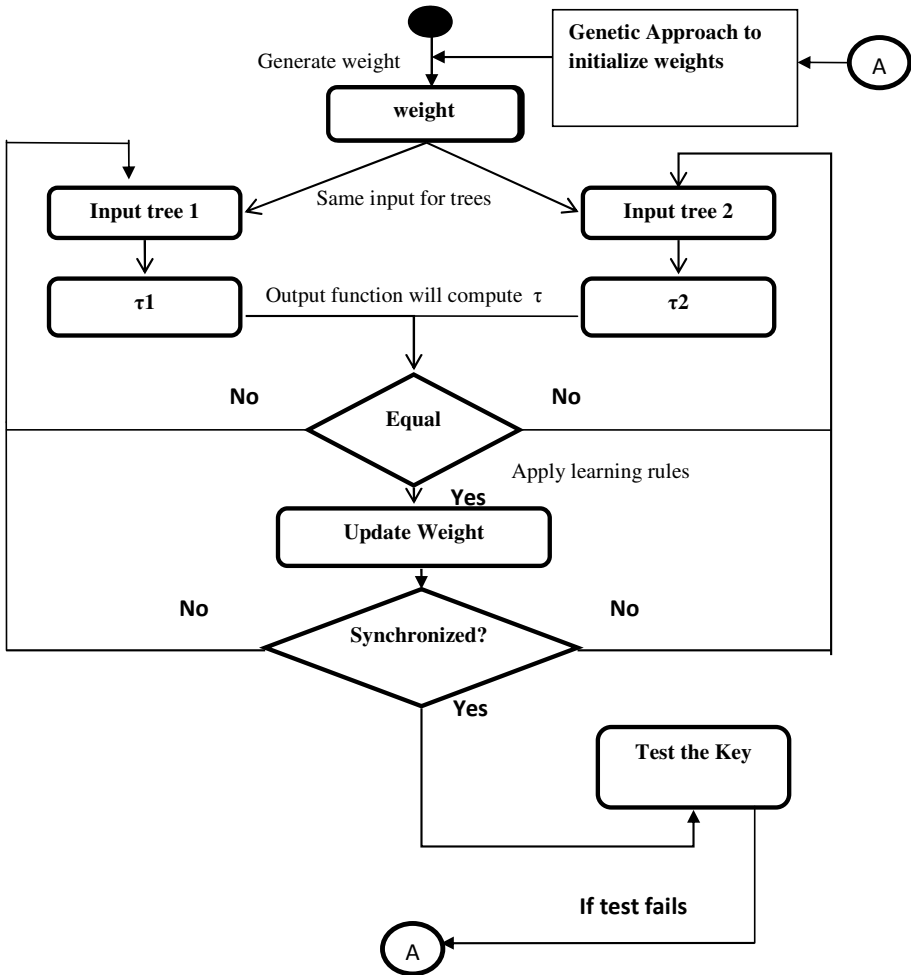 Genetic Approach to
initialize weights
A
Generate weight
weight
Same input for trees
Input tree 1
Input tree 2
τ1
Output function will compute τ
τ2
No
No
Equal
Apply learning rules
Yes
Update Weight
No
No
Synchronized?
Yes
Test the Key
If test fails
A